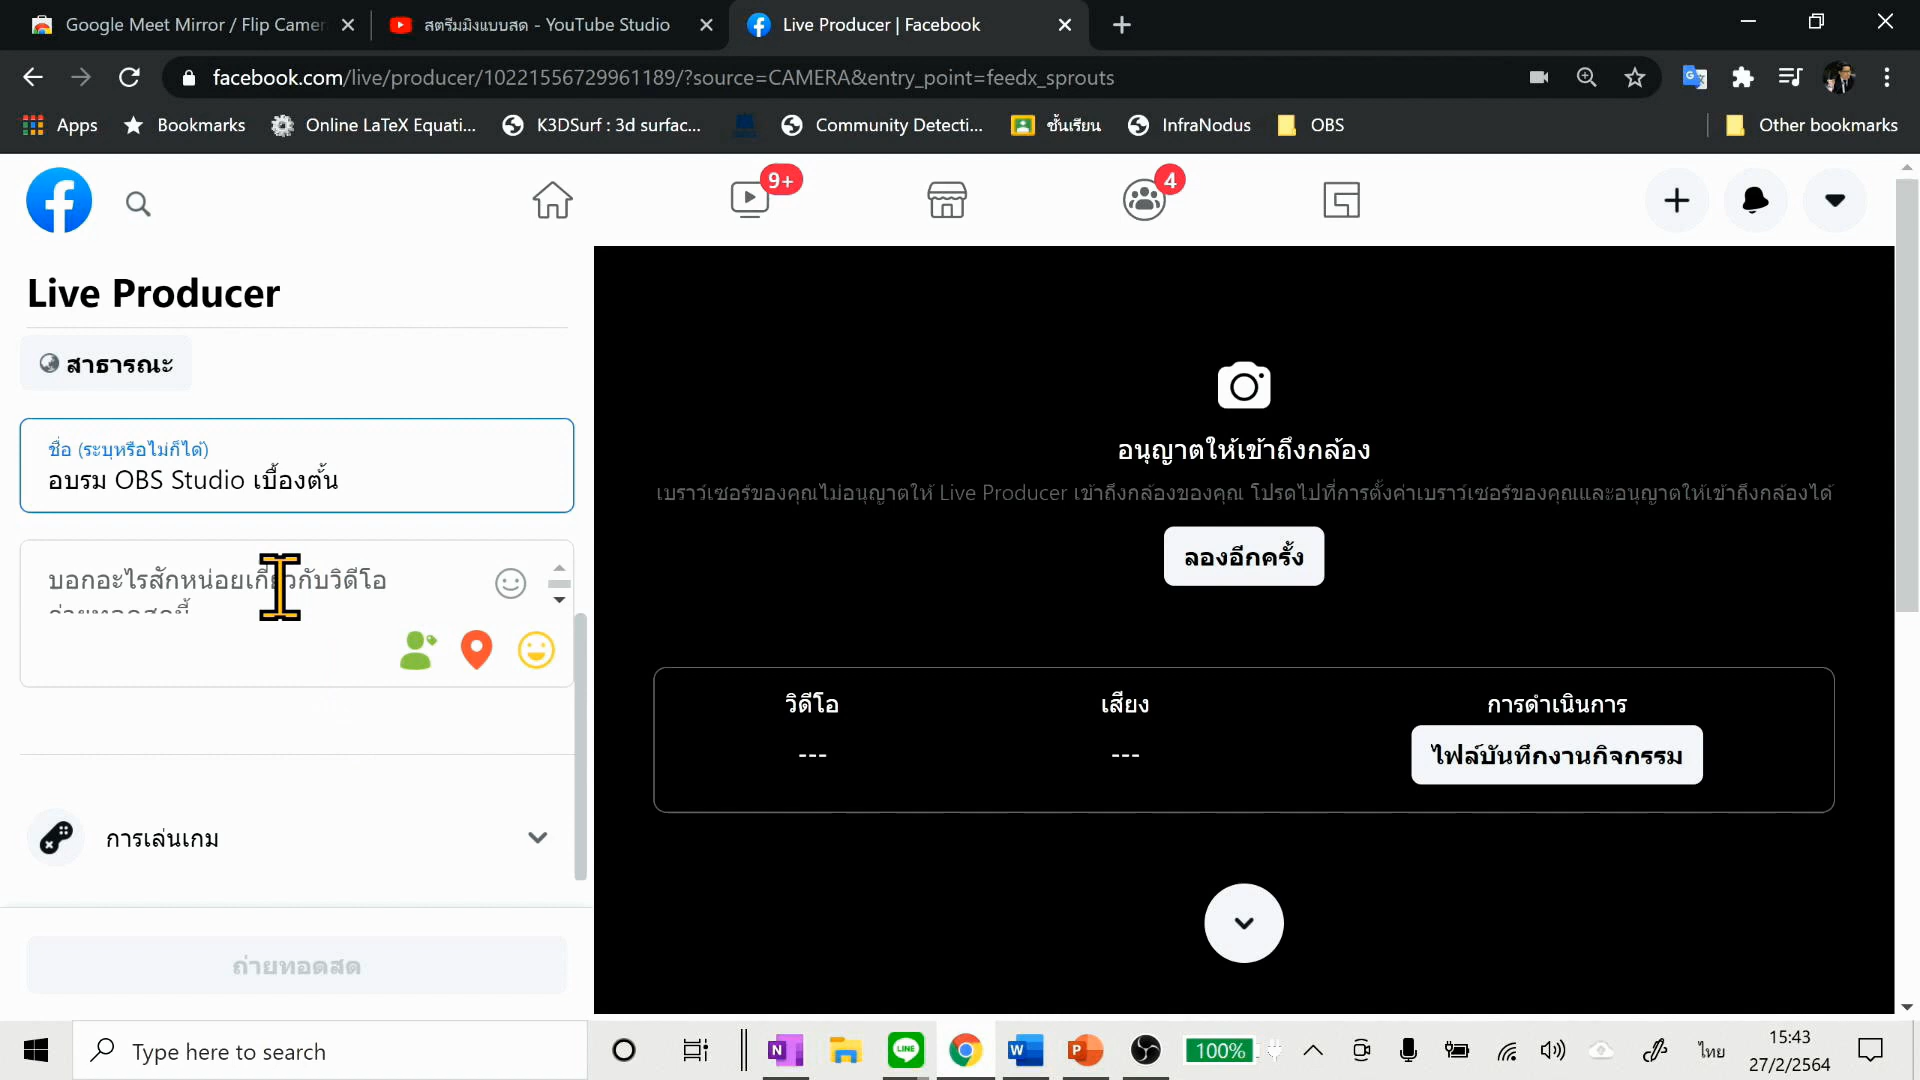 Google Meet Mirror / Flip Camer
สตรีมมิงแบบสด - YouTube Studio
Live Producer | Facebook
facebook.com/live/producer/10221556729961189/?source=CAMERA&entry_point=feedx_sprouts
Apps
Bookmarks
Online LaTeX Equati...
K3DSurf : 3d surfac...
Community Detecti...
ชั้นเรียน
InfraNodus
OBS
Other bookmarks
9+
4
Live Producer
สาธารณะ
ชื่อ (ระบุหรือไม่ก็ได้)
อบรม OBS Studio เบื้องต้น
บอกอะไรสักหน่อยเกี่ยวกับวิดีโอ
อนุญาตให้เข้าถึงกล้อง
เบราว์เซอร์ของคุณไม่อนุญาตให้ Live Producer เข้าถึงกล้องของคุณ โปรดไปที่การตั้งค่าเบราว์เซอร์ของคุณและอนุญาตให้เข้าถึงกล้องได้
ลองอีกครั้ง
วิดีโอ
เสียง
การดำเนินการ
---
---
ไฟล์บันทึกงานกิจกรรม
การเล่นเกม
ถ่ายทอดสด
Type here to search
N
LINE
W
P
100%
ไทย
15:43
27/2/2564